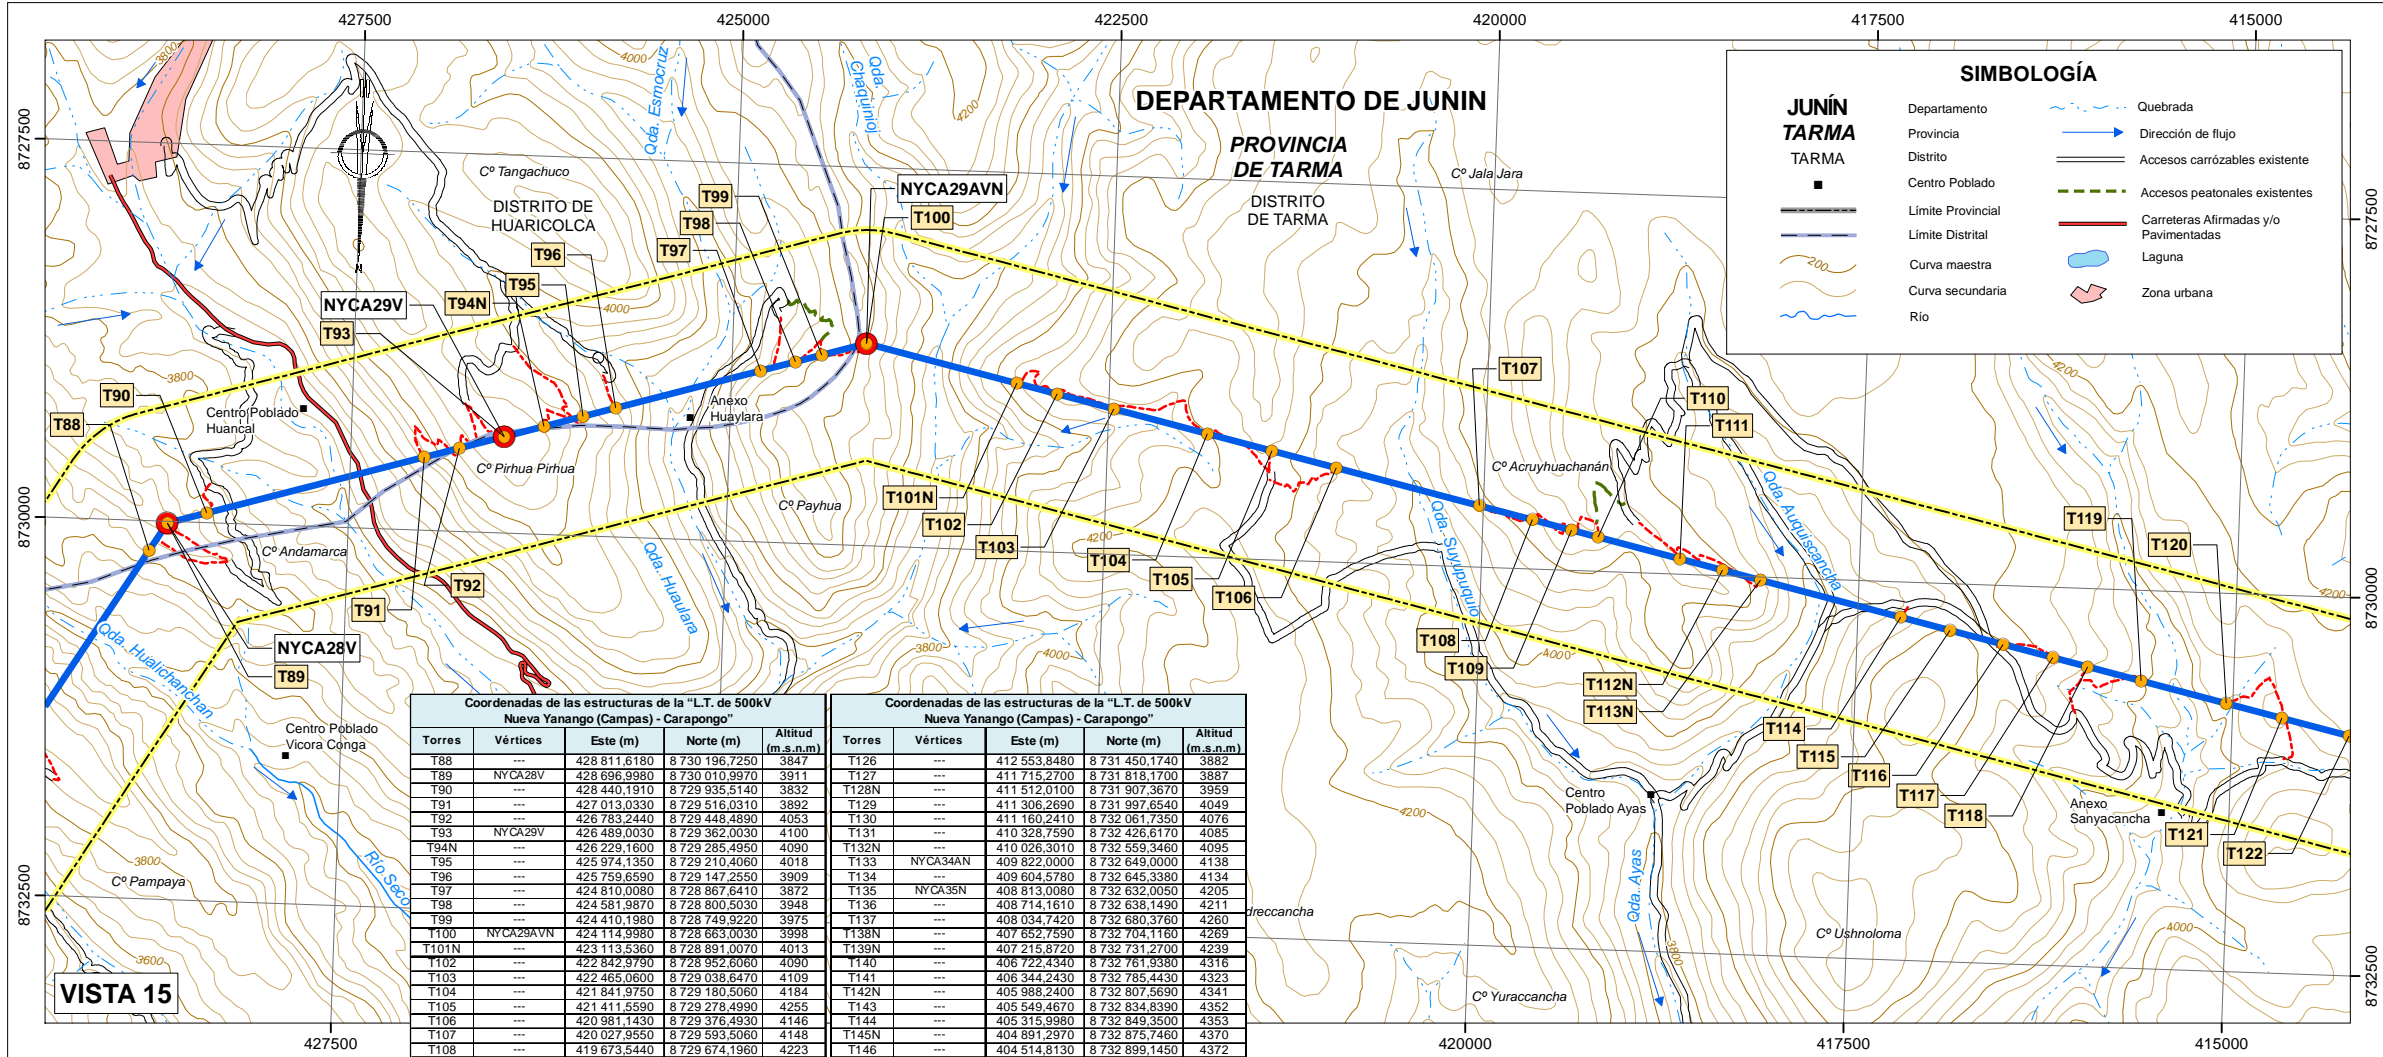 427500 425000 422500 420000 417500 415000
8727500
8730000
8732500
8727500
8730000
8732500
427500 420000 417500 415000
DEPARTAMENTO DE JUNIN
PROVINCIA
DE TARMA
DISTRITO
DE TARMA
DISTRITO DE
HUARICOLCA
SIMBOLOGÍA
JUNÍN Departamento
TARMA Provincia
TARMA Distrito
Centro Poblado
Límite Provincial
Límite Distrital
200 Curva maestra
Curva secundaria
Río
Quebrada
Dirección de flujo
Accesos carrózables existente
Accesos peatonales existentes
Carreteras Afirmadas y/o
Pavimentadas
Laguna
Zona urbana
N
3800
4000
Qda. Esmocruz
Qda.
Chaquinioj
4200
Cº Tangachuco
Cº Jala Jara
NYCA29AVN
T100
T99
T98
T97
T96
T95
T94N
NYCA29V
T93
4000
3800
T90
T88
Centro Poblado
Huancal
Anexo
Huaylara
Cº Pirhua Pirhua
Cº Payhua
Cº Andamarca
T91
T92
NYCA28V
T89
Qda. Huaulara
Qda. Hualichanchan
Centro Poblado
Vicora Conga
Río Seco
3800
Cº Pampaya
3600
VISTA 15
T101N
T102
T103
T104
T105
T106
4200
3800
4000
T107
T108
T109
T110
T111
T112N
T113N
4000
Cº Acruyhuachanán
Qda. Suyupuquio
Qda. Auquiscancha
4200
4200
T114
T115
T116
T117
T118
T119
T120
T121
T122
Centro
Poblado Ayas
Anexo
Sanyacancha
Qda. Ayas
3800
4200
4000
Cº Ushnoloma
Cº Yuraccancha
dreccancha
Coordenadas de las estructuras de la “L.T. de 500kV
Nueva Yanango (Campas) - Carapongo”
Torres Vértices Este (m) Norte (m) Altitud (m.s.n.m)
T88 --- 428 811,6180 8 730 196,7250 3847
T89 NYCA28V 428 696,9980 8 730 010,9970 3911
T90 --- 428 440,1910 8 729 935,5140 3832
T91 --- 427 013,0330 8 729 516,0310 3892
T92 --- 426 783,2440 8 729 448,4890 4053
T93 NYCA29V 426 489,0030 8 729 362,0030 4100
T94N --- 426 229,1600 8 729 285,4950 4090
T95 --- 425 974,1350 8 729 210,4060 4018
T96 --- 425 759,6590 8 729 147,2550 3909
T97 --- 424 810,0080 8 728 867,6410 3872
T98 --- 424 581,9870 8 728 800,5030 3948
T99 --- 424 410,1980 8 728 749,9220 3975
T100 NYCA29AVN 424 114,9980 8 728 663,0030 3998
T101N --- 423 113,5360 8 728 891,0070 4013
T102 --- 422 842,9790 8 728 952,6060 4090
T103 --- 422 465,0600 8 729 038,6470 4109
T104 --- 421 841,9750 8 729 180,5060 4184
T105 --- 421 411,5590 8 729 278,4990 4255
T106 --- 420 981,1430 8 729 376,4930 4146
T107 --- 420 027,9550 8 729 593,5060 4148
T108 --- 419 673,5440 8 729 674,1960 4223
Coordenadas de las estructuras de la “L.T. de 500kV
Nueva Yanango (Campas) - Carapongo”
Torres Vértices Este (m) Norte (m) Altitud (m.s.n.m)
T126 --- 412 553,8480 8 731 450,1740 3882
T127 --- 411 715,2700 8 731 818,1700 3887
T128N --- 411 512,0100 8 731 907,3670 3959
T129 --- 411 306,2690 8 731 997,6540 4049
T130 --- 411 160,2410 8 732 061,7350 4076
T131 --- 410 328,7590 8 732 426,6170 4085
T132N --- 410 026,3010 8 732 559,3460 4095
T133 NYCA34AN 409 822,0000 8 732 649,0000 4138
T134 --- 409 604,5780 8 732 645,3380 4134
T135 NYCA35N 408 813,0080 8 732 632,0050 4205
T136 --- 408 714,1610 8 732 638,1490 4211
T137 --- 408 034,7420 8 732 680,3760 4260
T138N --- 407 652,7590 8 732 704,1160 4269
T139N --- 407 215,8720 8 732 731,2700 4239
T140 --- 406 722,4340 8 732 761,9380 4316
T141 --- 406 344,2430 8 732 785,4430 4323
T142N --- 405 988,2400 8 732 807,5690 4341
T143 --- 405 549,4670 8 732 834,8390 4352
T144 --- 405 315,9980 8 732 849,3500 4353
T145N --- 404 891,2970 8 732 875,7460 4370
T146 --- 404 514,8130 8 732 899,1450 4372